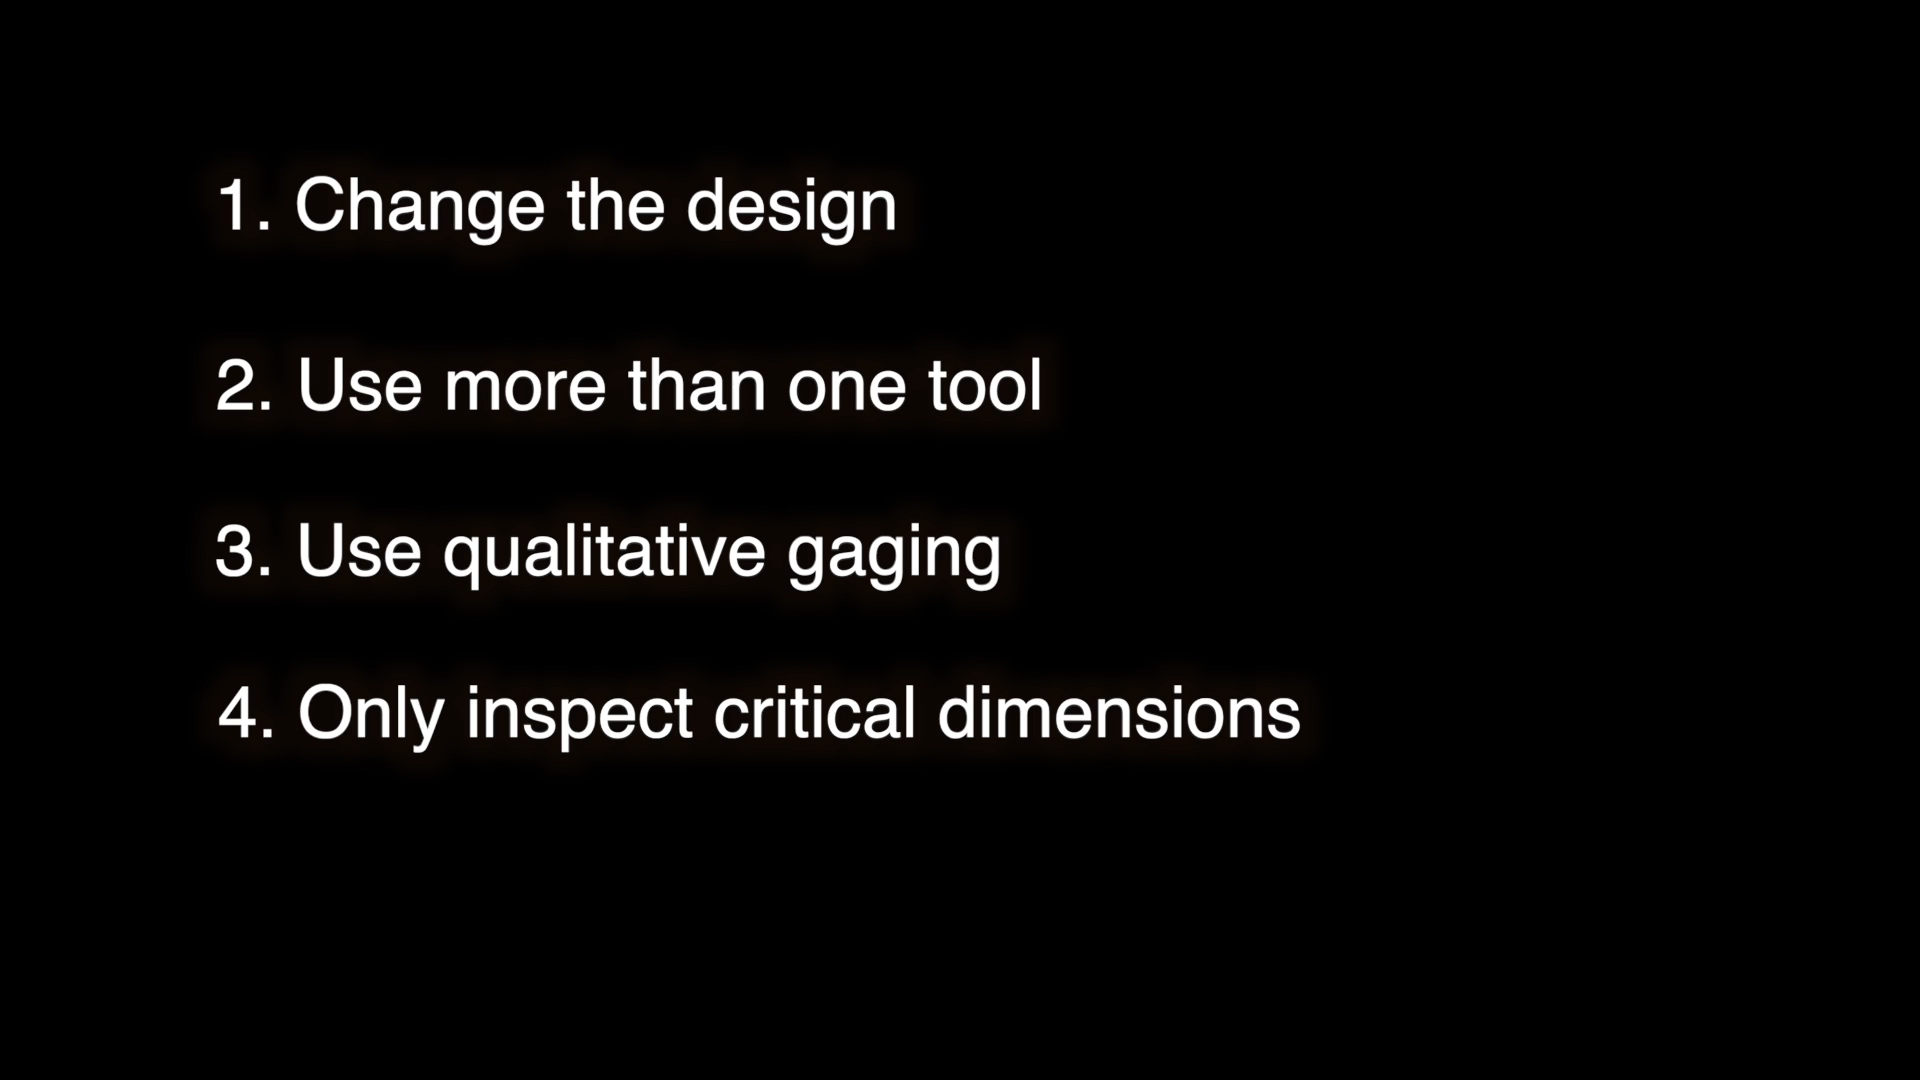 1. Change the design
2. Use more than one tool
3. Use qualitative gaging
4. Only inspect critical dimensions